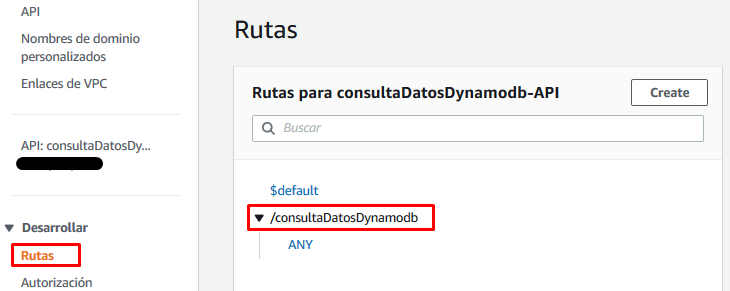 API
Nombres de dominio
personalizados
Enlaces de VPC
API: consultaDatosDy...
Desarrollar
Rutas
Autorización
Rutas
Rutas para consultaDatosDynamodb-API
Create
Buscar
$default
/consultaDatosDynamodb
ANY